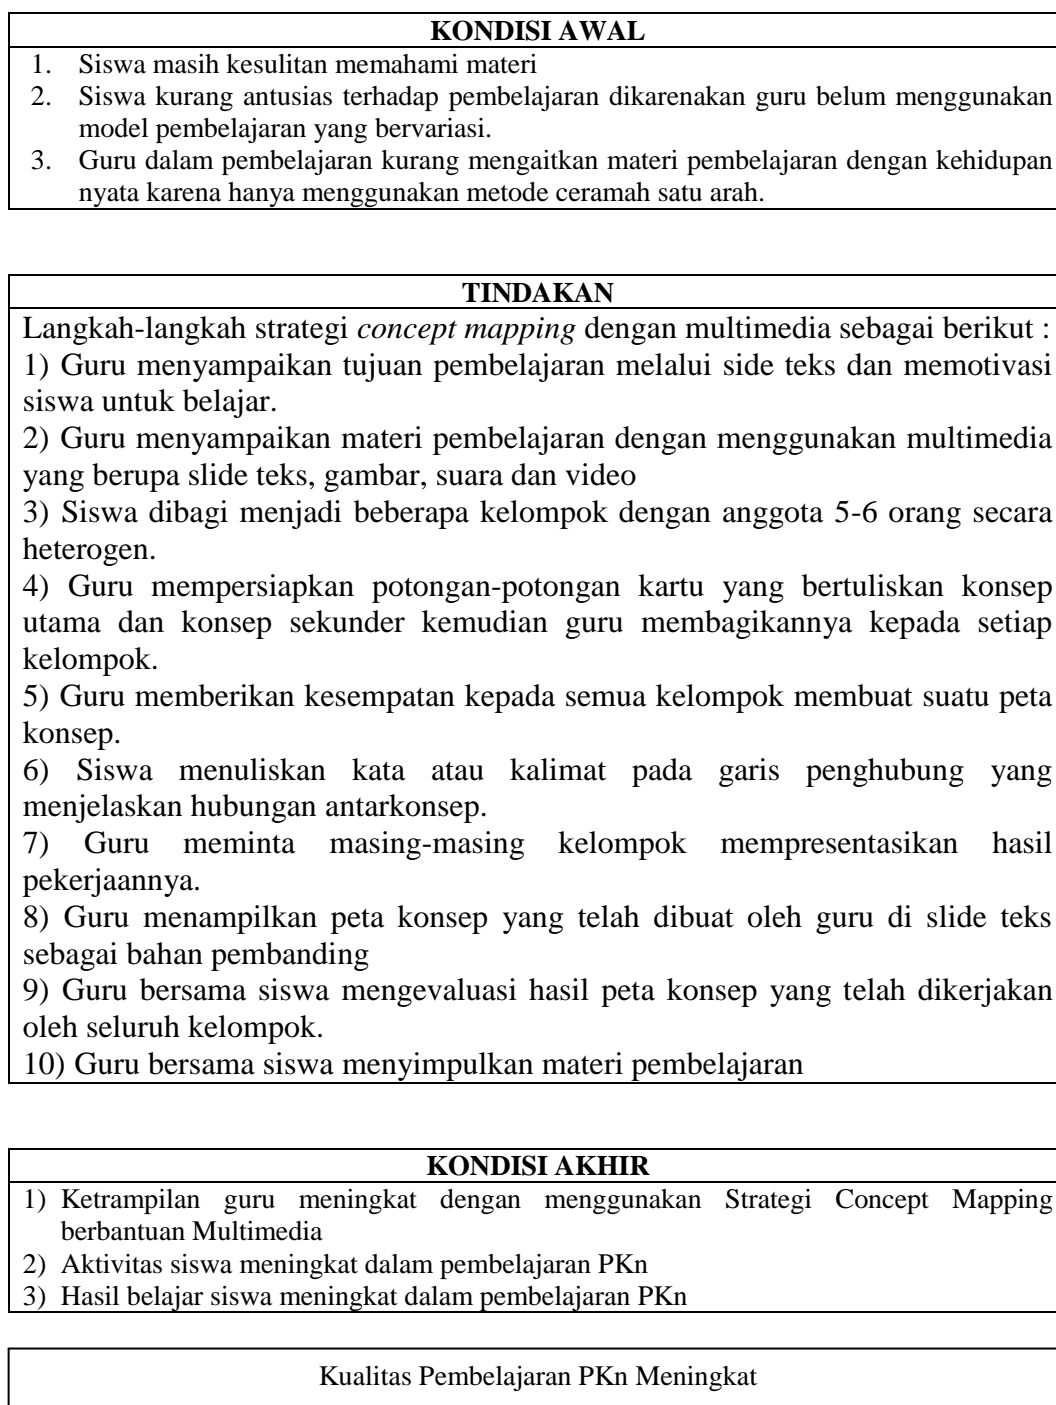 KONDISI AWAL
1. Siswa masih kesulitan memahami materi
2. Siswa kurang antusias terhadap pembelajaran dikarenakan guru belum menggunakan
model pembelajaran yang bervariasi.
3. Guru dalam pembelajaran kurang mengaitkan materi pembelajaran dengan kehidupan
nyata karena hanya menggunakan metode ceramah satu arah.
TINDAKAN
Langkah-langkah strategi concept mapping dengan multimedia sebagai berikut :
1) Guru menyampaikan tujuan pembelajaran melalui side teks dan memotivasi
siswa untuk belajar.
2) Guru menyampaikan materi pembelajaran dengan menggunakan multimedia
yang berupa slide teks, gambar, suara dan video
3) Siswa dibagi menjadi beberapa kelompok dengan anggota 5-6 orang secara
heterogen.
4) Guru mempersiapkan potongan-potongan kartu yang bertuliskan konsep
utama dan konsep sekunder kemudian guru membagikannya kepada setiap
kelompok.
5) Guru memberikan kesempatan kepada semua kelompok membuat suatu peta
konsep.
6) Siswa menuliskan kata atau kalimat pada garis penghubung yang
menjelaskan hubungan antarkonsep.
7) Guru meminta masing-masing kelompok mempresentasikan hasil
pekerjaannya.
8) Guru menampilkan peta konsep yang telah dibuat oleh guru di slide teks
sebagai bahan pembanding
9) Guru bersama siswa mengevaluasi hasil peta konsep yang telah dikerjakan
oleh seluruh kelompok.
10) Guru bersama siswa menyimpulkan materi pembelajaran
KONDISI AKHIR
1) Ketrampilan guru meningkat dengan menggunakan Strategi Concept Mapping
berbantuan Multimedia
2) Aktivitas siswa meningkat dalam pembelajaran PKn
3) Hasil belajar siswa meningkat dalam pembelajaran PKn
Kualitas Pembelajaran PKn Meningkat